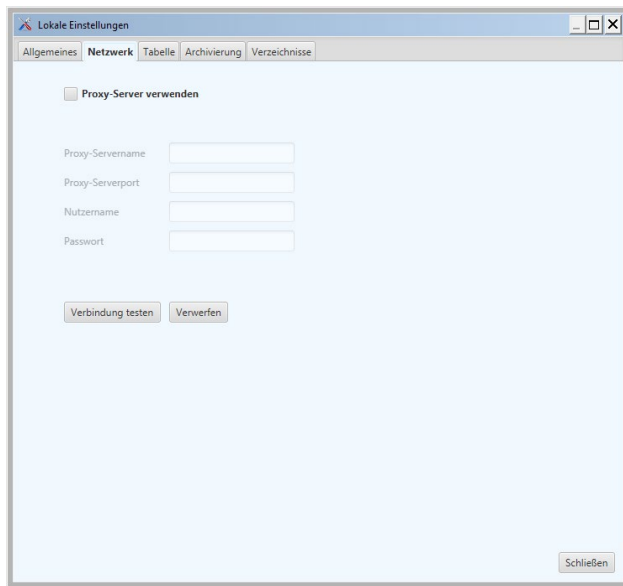 Lokale Einstellungen
Allgemeines Netzwerk Tabelle Archivierung Verzeichnisse
Proxy-Server verwenden
Proxy-Servername
Proxy-Serverport
Nutzername
Passwort
Verbindung testen Verwerfen
Schließen